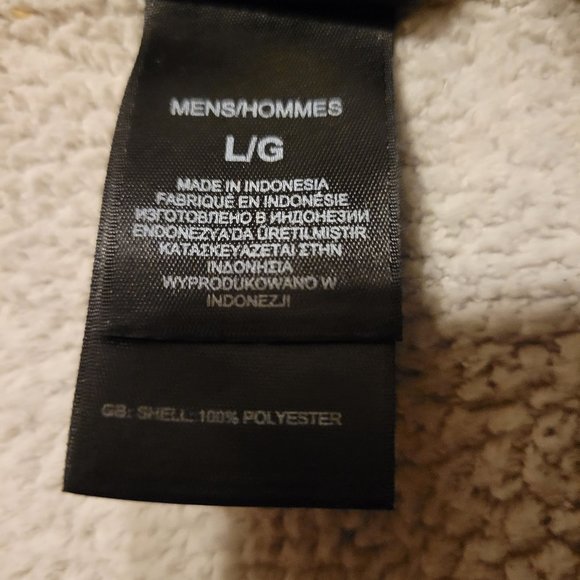 MENS/HOMMES
L/G
MADE IN INDONESIA
FABRIQUÉ EN INDONÉSIE
ИЗГОТОВЛЕНО В ИНДОНЕЗИИ
ENDONEZYA'DA ÜRETILMISTIR
ΚΑΤΑΣΚΕΥΑΖΕΤΑΙ ΣΤΗΝ
ΙΝΔΟΝΗΣΙΑ
WYPRODUKOWANO W
INDONEZJI
GB: SHELL: 100% POLYESTER